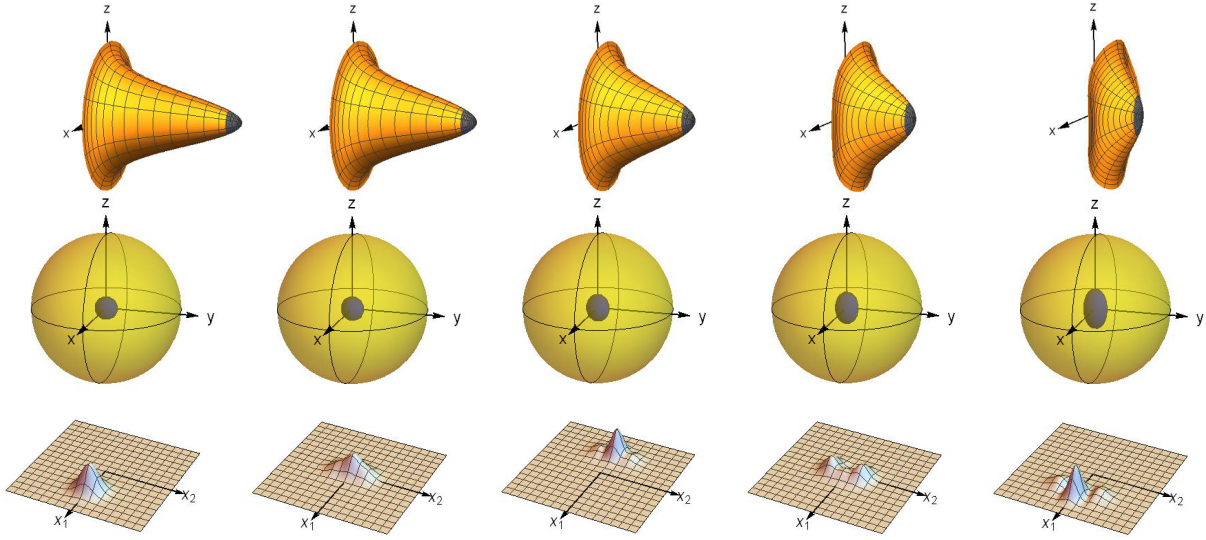 z z z z z
x x x x x
z z z z z
y y y y y
x x x x x
x₂ x₂ x₂ x₂ x₂
x₁ x₁ x₁ x₁ x₁